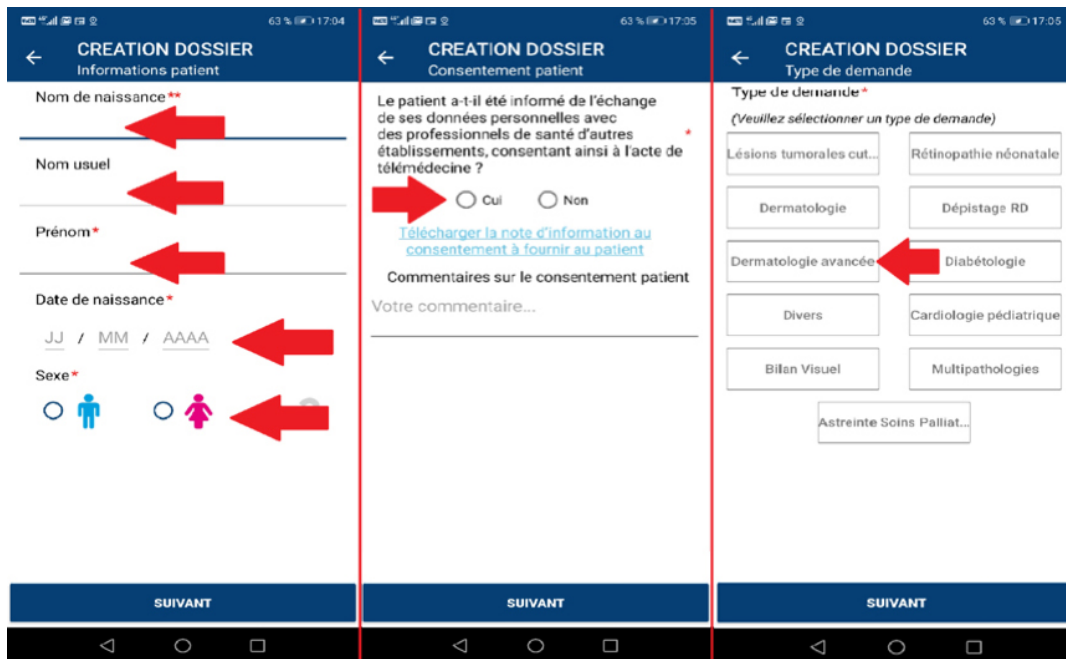 63 % 17:04
CREATION DOSSIER
Informations patient
Nom de naissance**
Nom usuel
Prénom*
Date de naissance*
JJ / MM / AAAA
Sexe*
SUIVANT
63 % 17:05
CREATION DOSSIER
Consentement patient
Le patient a-t-il été informé de l'échange
de ses données personnelles avec
des professionnels de santé d'autres *
établissements, consentant ainsi à l'acte de
télémédecine ?
Oui Non
Télécharger la note d'information au
consentement à fournir au patient
Commentaires sur le consentement patient
Votre commentaire...
SUIVANT
63 % 17:05
CREATION DOSSIER
Type de demande
Type de demande*
(Veuillez sélectionner un type de demande)
Lésions tumorales cut... Rétinopathie néonatale
Dermatologie Dépistage RD
Dermatologie avancée Diabétologie
Divers Cardiologie pédiatrique
Bilan Visuel Multipathologies
Astreinte Soins Palliat...
SUIVANT